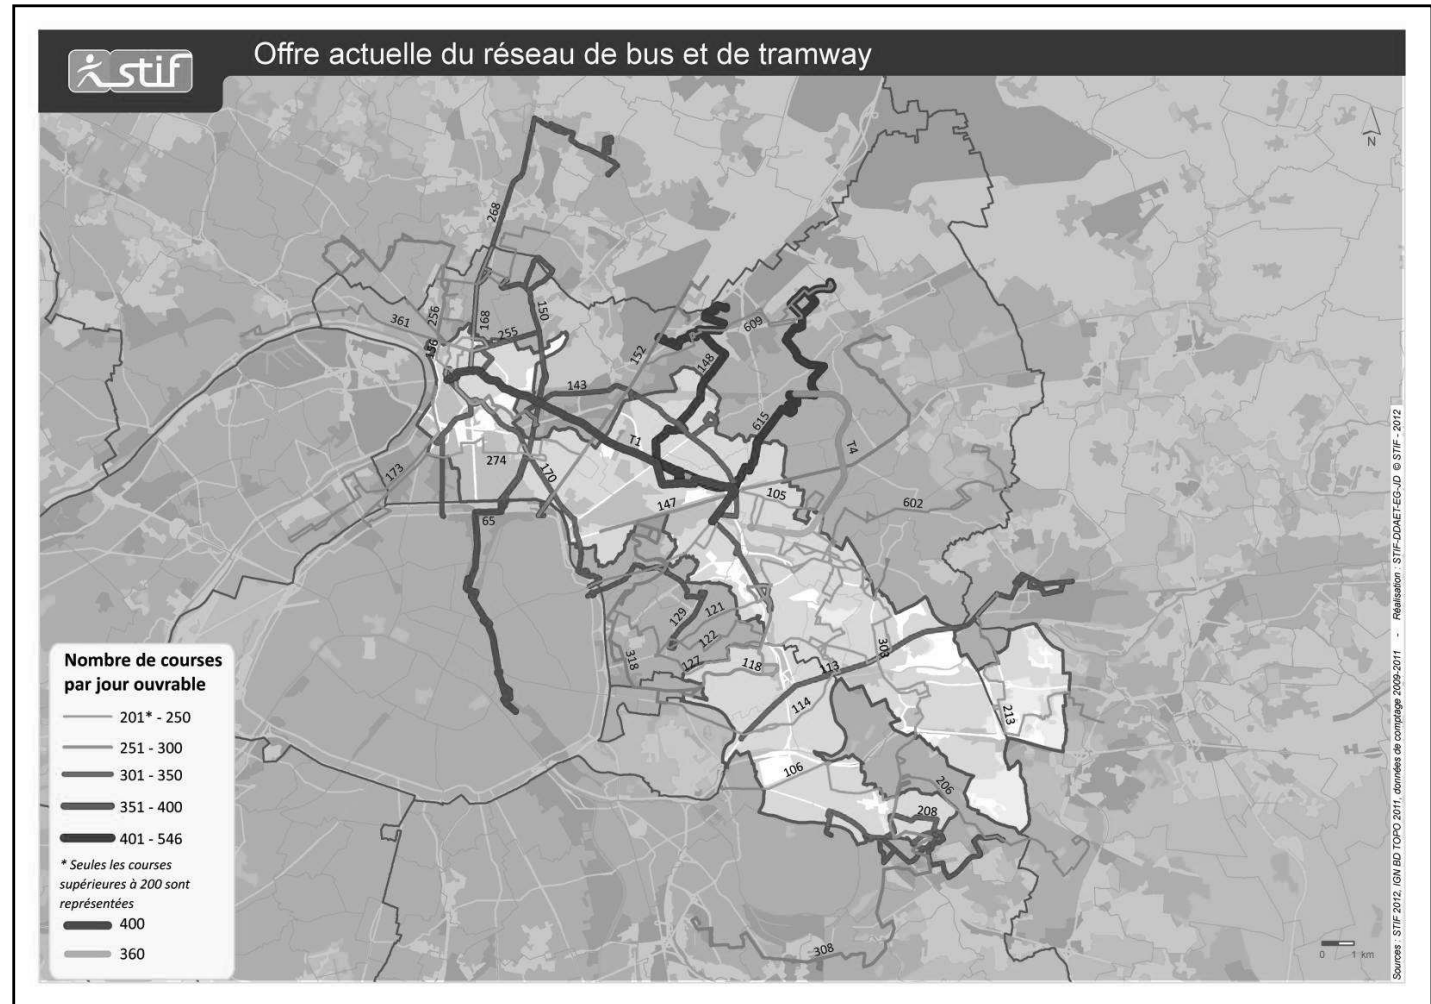 stif
Offre actuelle du réseau de bus et de tramway
N
268
361
256
168
150
255
156
152
609
148
143
615
T1
T4
173
274
170
105
147
602
65
129
121
122
318
127
118
113
303
114
213
106
206
208
308
Nombre de courses
par jour ouvrable
201* - 250
251 - 300
301 - 350
351 - 400
401 - 546
* Seules les courses
supérieures à 200 sont
représentées
400
360
0 1 km
Sources : STIF 2012, IGN BD TOPO 2011, données de comptage 2009-2011 - Réalisation : STIF-DDAET-EG-JD © STIF - 2012